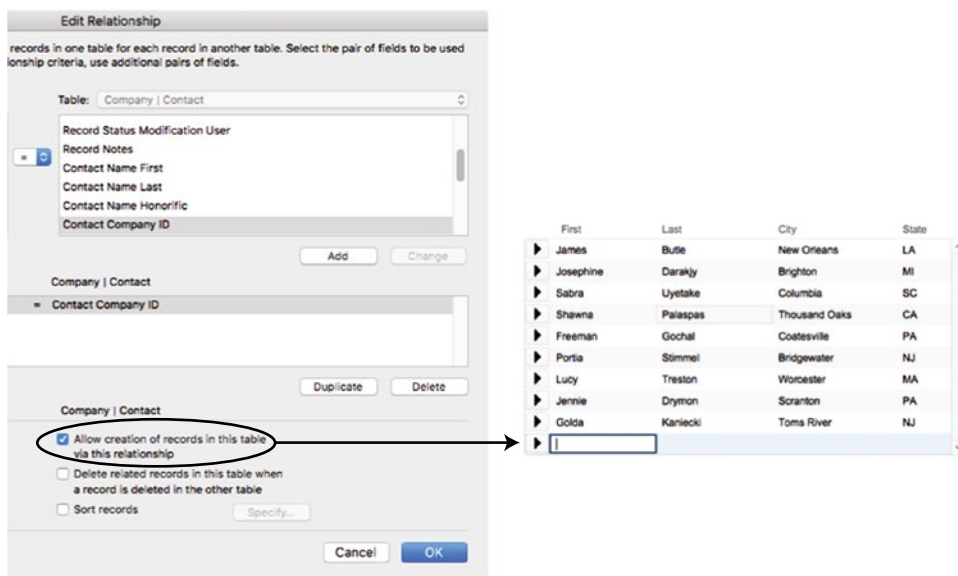 Edit Relationship
records in one table for each record in another table. Select the pair of fields to be used
ionship criteria, use additional pairs of fields.
Table: Company | Contact
Record Status Modification User
=
Record Notes
Contact Name First
Contact Name Last
Contact Name Honorific
Contact Company ID
Add Change
Company | Contact
= Contact Company ID
Duplicate Delete
Company | Contact
Allow creation of records in this table
via this relationship
Delete related records in this table when
a record is deleted in the other table
Sort records Specify...
Cancel OK
First Last City State
James Butle New Orleans LA
Josephine Darakjy Brighton MI
Sabra Uyetake Columbia SC
Shawna Palaspas Thousand Oaks CA
Freeman Gochal Coatesville PA
Portia Stimmel Bridgewater NJ
Lucy Treston Worcester MA
Jennie Drymon Scranton PA
Golda Kaniecki Toms River NJ